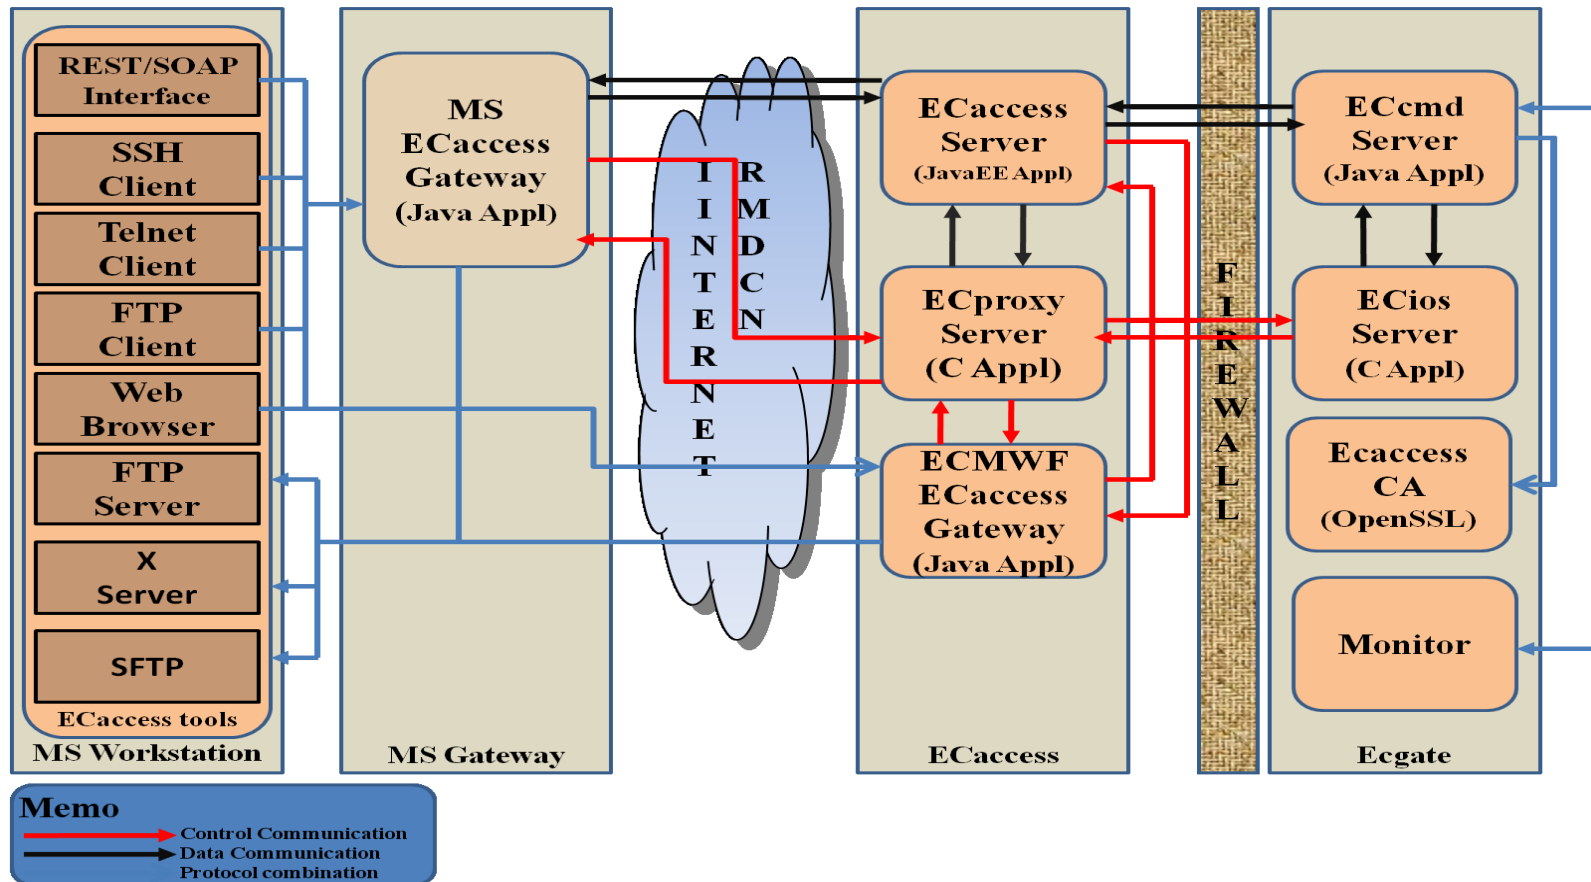 REST/SOAP
Interface
SSH
Client
Telnet
Client
FTP
Client
Web
Browser
FTP
Server
X
Server
SFTP
ECaccess tools
MS Workstation
MS
ECaccess
Gateway
(Java Appl)
MS Gateway
IINTERNET
RMDCN
ECaccess
Server
(JavaEE Appl)
ECproxy
Server
(C Appl)
ECMWF
ECaccess
Gateway
(Java Appl)
ECaccess
FIREWALL
ECcmd
Server
(Java Appl)
ECios
Server
(C Appl)
Ecaccess
CA
(OpenSSL)
Monitor
Ecgate
Memo
Control Communication
Data Communication
Protocol combination